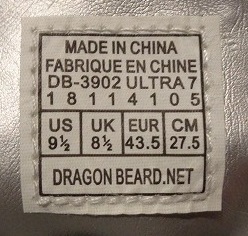 MADE IN CHINA
FABRIQUE EN CHINE
DB-3902 ULTRA 7
1 8 1 1 4 1 0 5
US UK EUR CM
9½ 8½ 43.5 27.5
DRAGON BEARD.NET